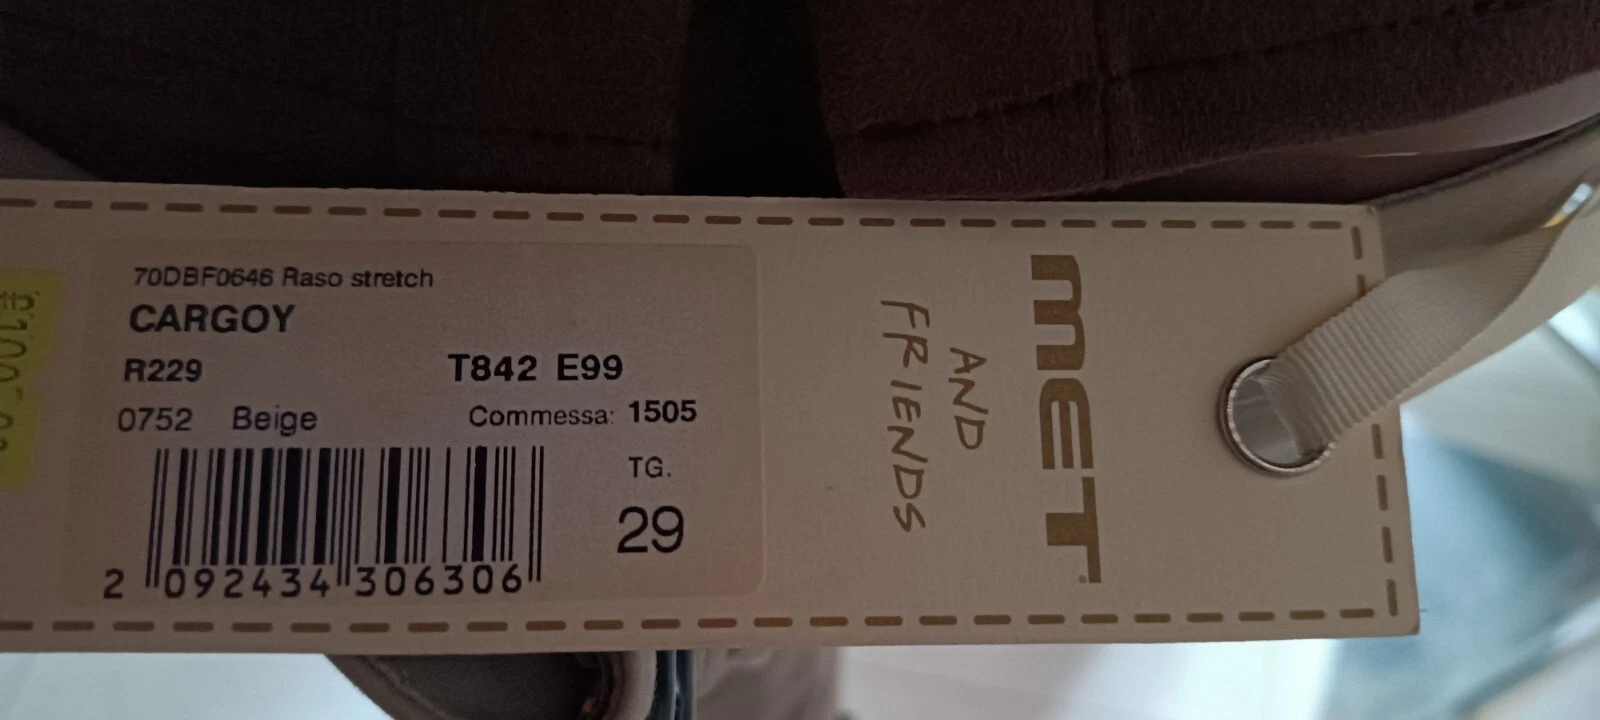 70DBF0646 Raso stretch
CARGOY
R229 T842 E99
0752 Beige Commessa: 1505
TG.
29
2 092434 306306
MET
AND
FRIENDS